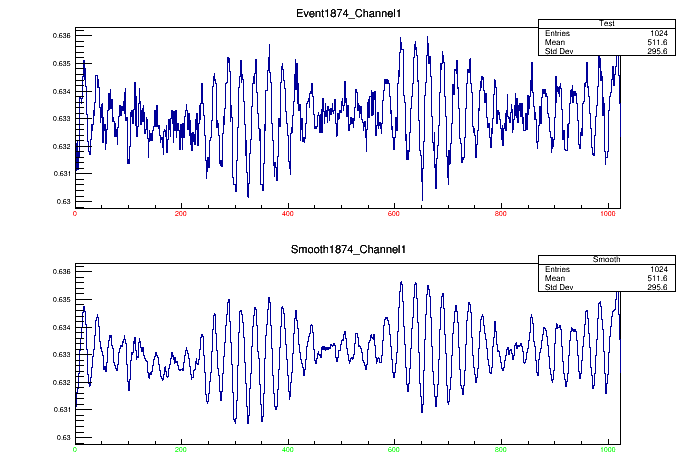 Event1874_Channel1
Test
Entries 1024
Mean 511.6
Std Dev 295.6
0.636
0.635
0.634
0.633
0.632
0.631
0.63
0 200 400 600 800 1000
Smooth1874_Channel1
Smooth
Entries 1024
Mean 511.6
Std Dev 295.6
0.636
0.635
0.634
0.633
0.632
0.631
0.63
0 200 400 600 800 1000